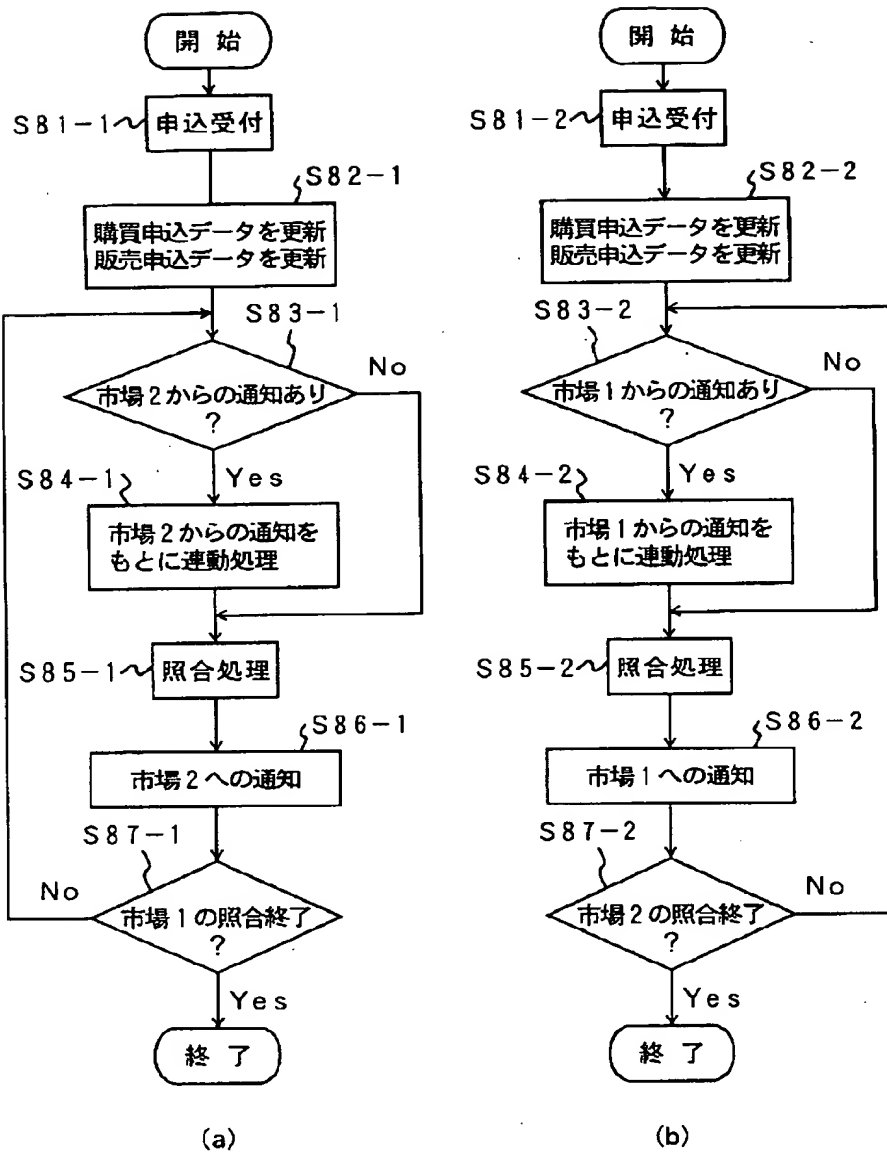 開始
S81-1
申込受付
S82-1
購買申込データを更新
販売申込データを更新
S83-1
市場2からの通知あり
?
No
Yes
S84-1
市場2からの通知を
もとに連動処理
S85-1
照合処理
S86-1
市場2への通知
S87-1
No
市場1の照合終了
?
Yes
終了
(a)
開始
S81-2
申込受付
S82-2
購買申込データを更新
販売申込データを更新
S83-2
市場1からの通知あり
?
No
Yes
S84-2
市場1からの通知を
もとに連動処理
S85-2
照合処理
S86-2
市場1への通知
S87-2
No
市場2の照合終了
?
Yes
終了
(b)